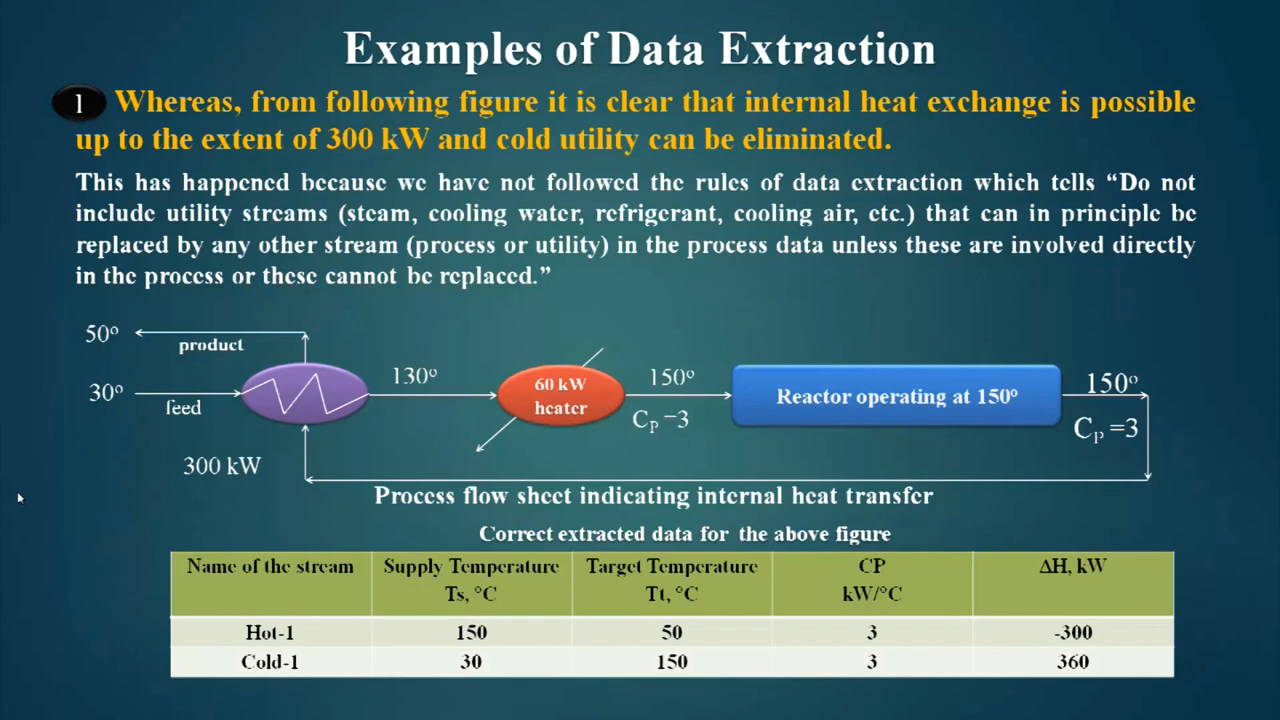 Examples of Data Extraction
1 Whereas, from following figure it is clear that internal heat exchange is possible
up to the extent of 300 kW and cold utility can be eliminated.
This has happened because we have not followed the rules of data extraction which tells “Do not
include utility streams (steam, cooling water, refrigerant, cooling air, etc.) that can in principle be
replaced by any other stream (process or utility) in the process data unless these are involved directly
in the process or these cannot be replaced.”
50°
product
30°
feed
300 kW
130°
60 kW
heater
150°
CP =3
Reactor operating at 150°
150°
CP =3
Process flow sheet indicating internal heat transfer
Correct extracted data for the above figure
Name of the stream Supply Temperature Ts, °C Target Temperature Tt, °C CP kW/°C ΔH, kW
Hot-1 150 50 3 -300
Cold-1 30 150 3 360